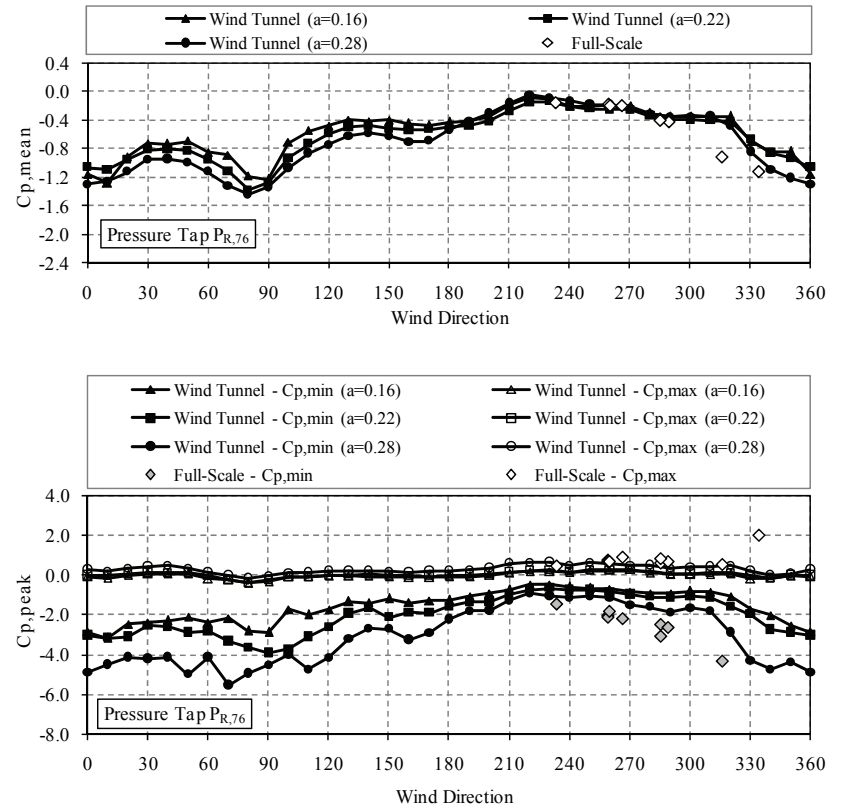 Wind Tunnel (a=0.16) Wind Tunnel (a=0.22)
Wind Tunnel (a=0.28) Full-Scale
0.4
0.0
-0.4
-0.8
-1.2
-1.6
-2.0
-2.4
Cp,mean
Pressure Tap PR,76
0 30 60 90 120 150 180 210 240 270 300 330 360
Wind Direction
Wind Tunnel - Cp,min (a=0.16) Wind Tunnel - Cp,max (a=0.16)
Wind Tunnel - Cp,min (a=0.22) Wind Tunnel - Cp,max (a=0.22)
Wind Tunnel - Cp,min (a=0.28) Wind Tunnel - Cp,max (a=0.28)
Full-Scale - Cp,min Full-Scale - Cp,max
4.0
2.0
0.0
-2.0
-4.0
-6.0
-8.0
Cp,peak
Pressure Tap PR,76
0 30 60 90 120 150 180 210 240 270 300 330 360
Wind Direction